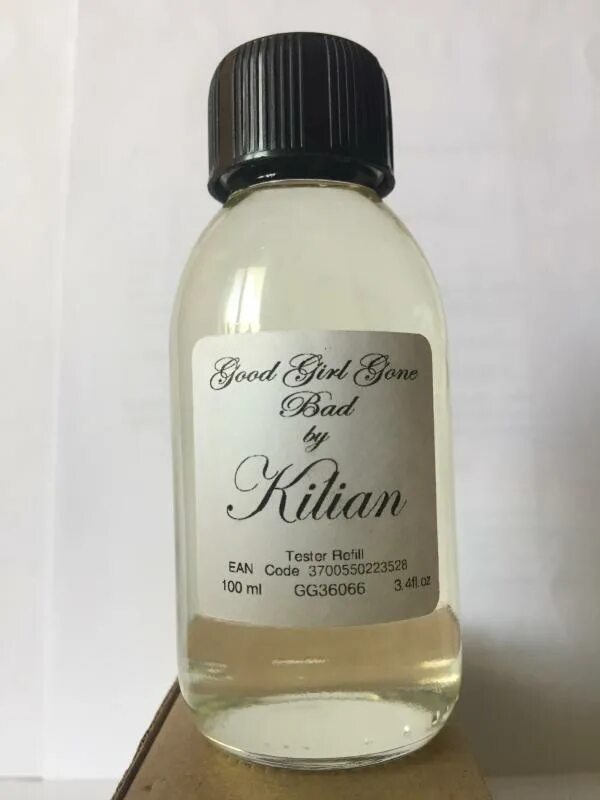 Good Girl Gone
Bad
by
Kilian
Tester Refill
EAN Code 3700550223528
100 ml GG36066 3.4fl.oz